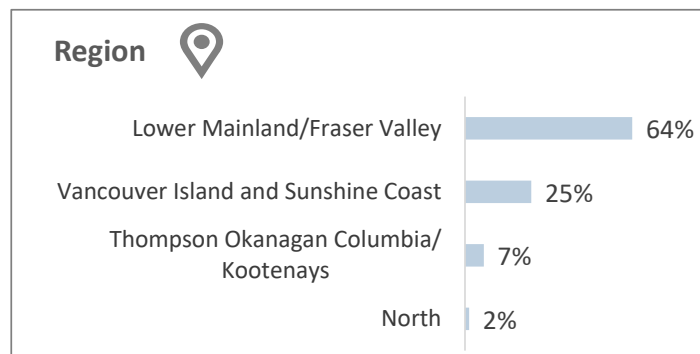 Region
Lower Mainland/Fraser Valley 64%
Vancouver Island and Sunshine Coast 25%
Thompson Okanagan Columbia/
Kootenays 7%
North 2%